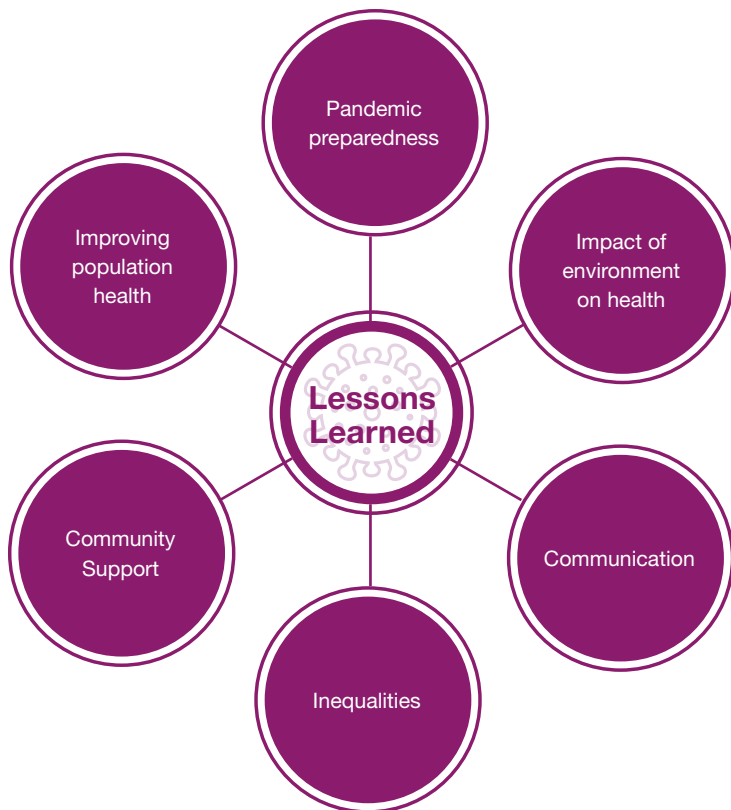 Pandemic
preparedness
Impact of
environment
on health
Communication
Inequalities
Community
Support
Improving
population
health
Lessons
Learned